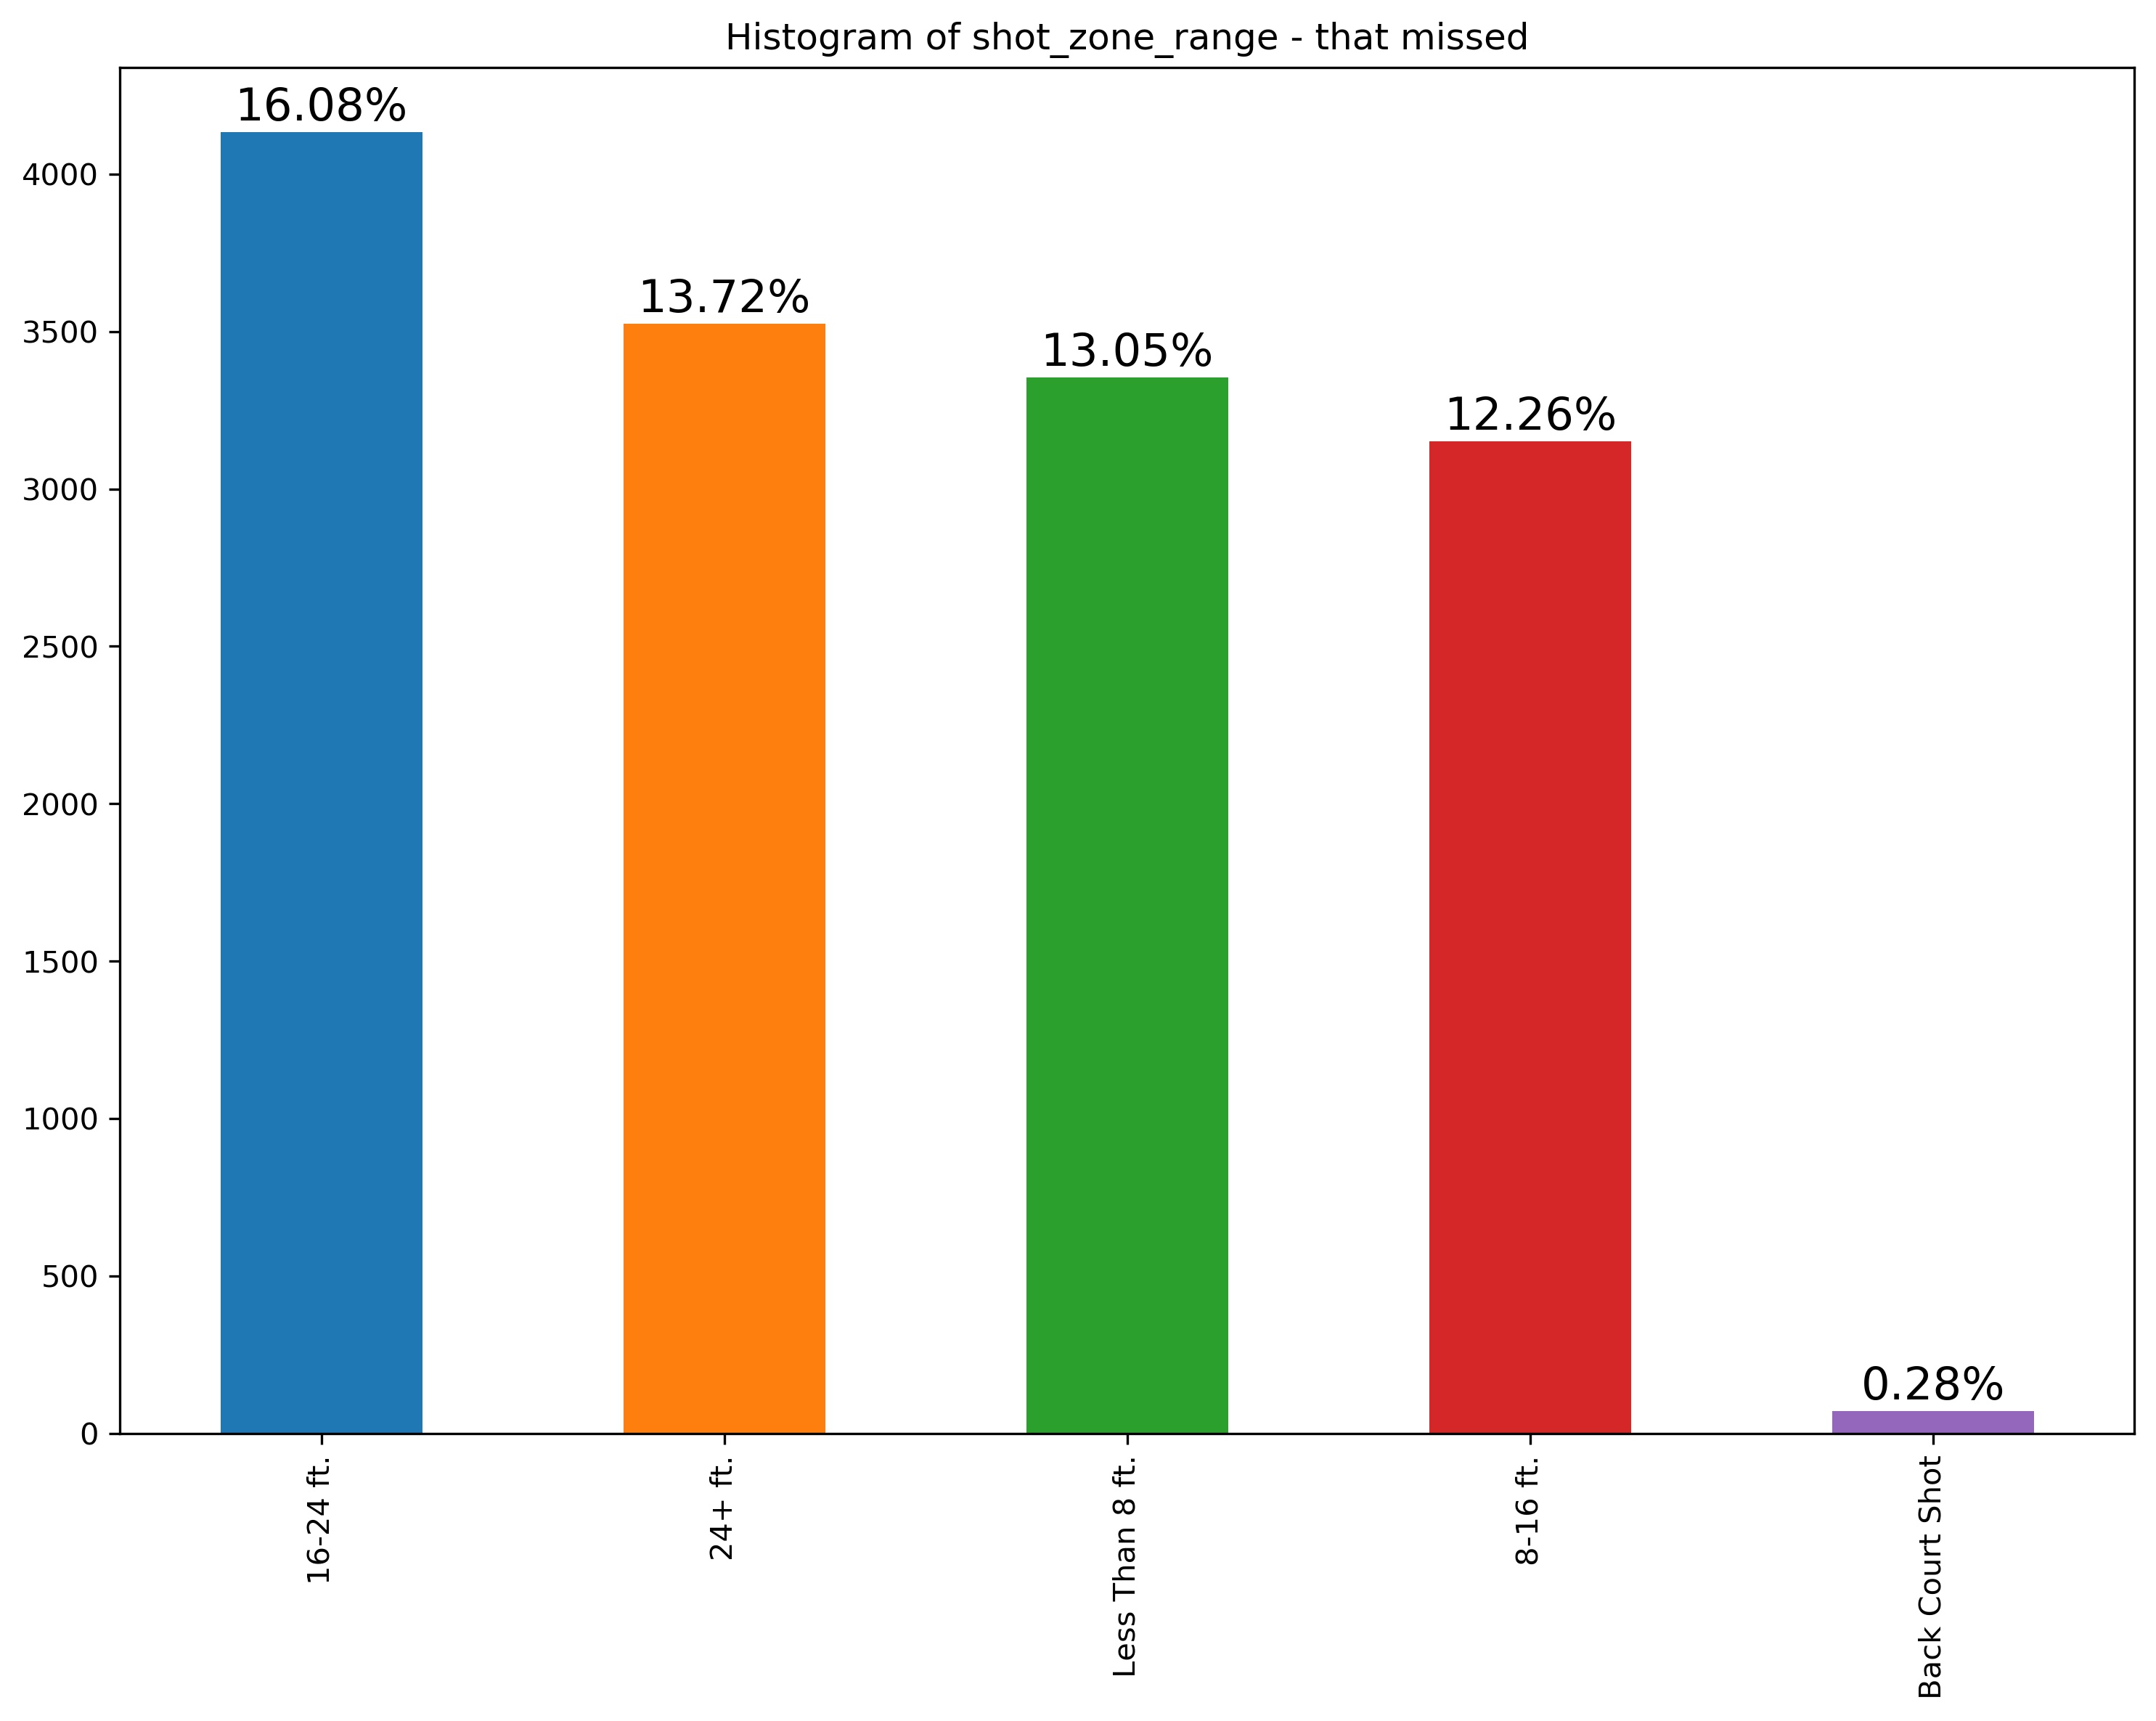 Histogram of shot_zone_range - that missed
16.08%
13.72%
13.05%
12.26%
0.28%
4000
3500
3000
2500
2000
1500
1000
500
0
16-24 ft.
24+ ft.
Less Than 8 ft.
8-16 ft.
Back Court Shot